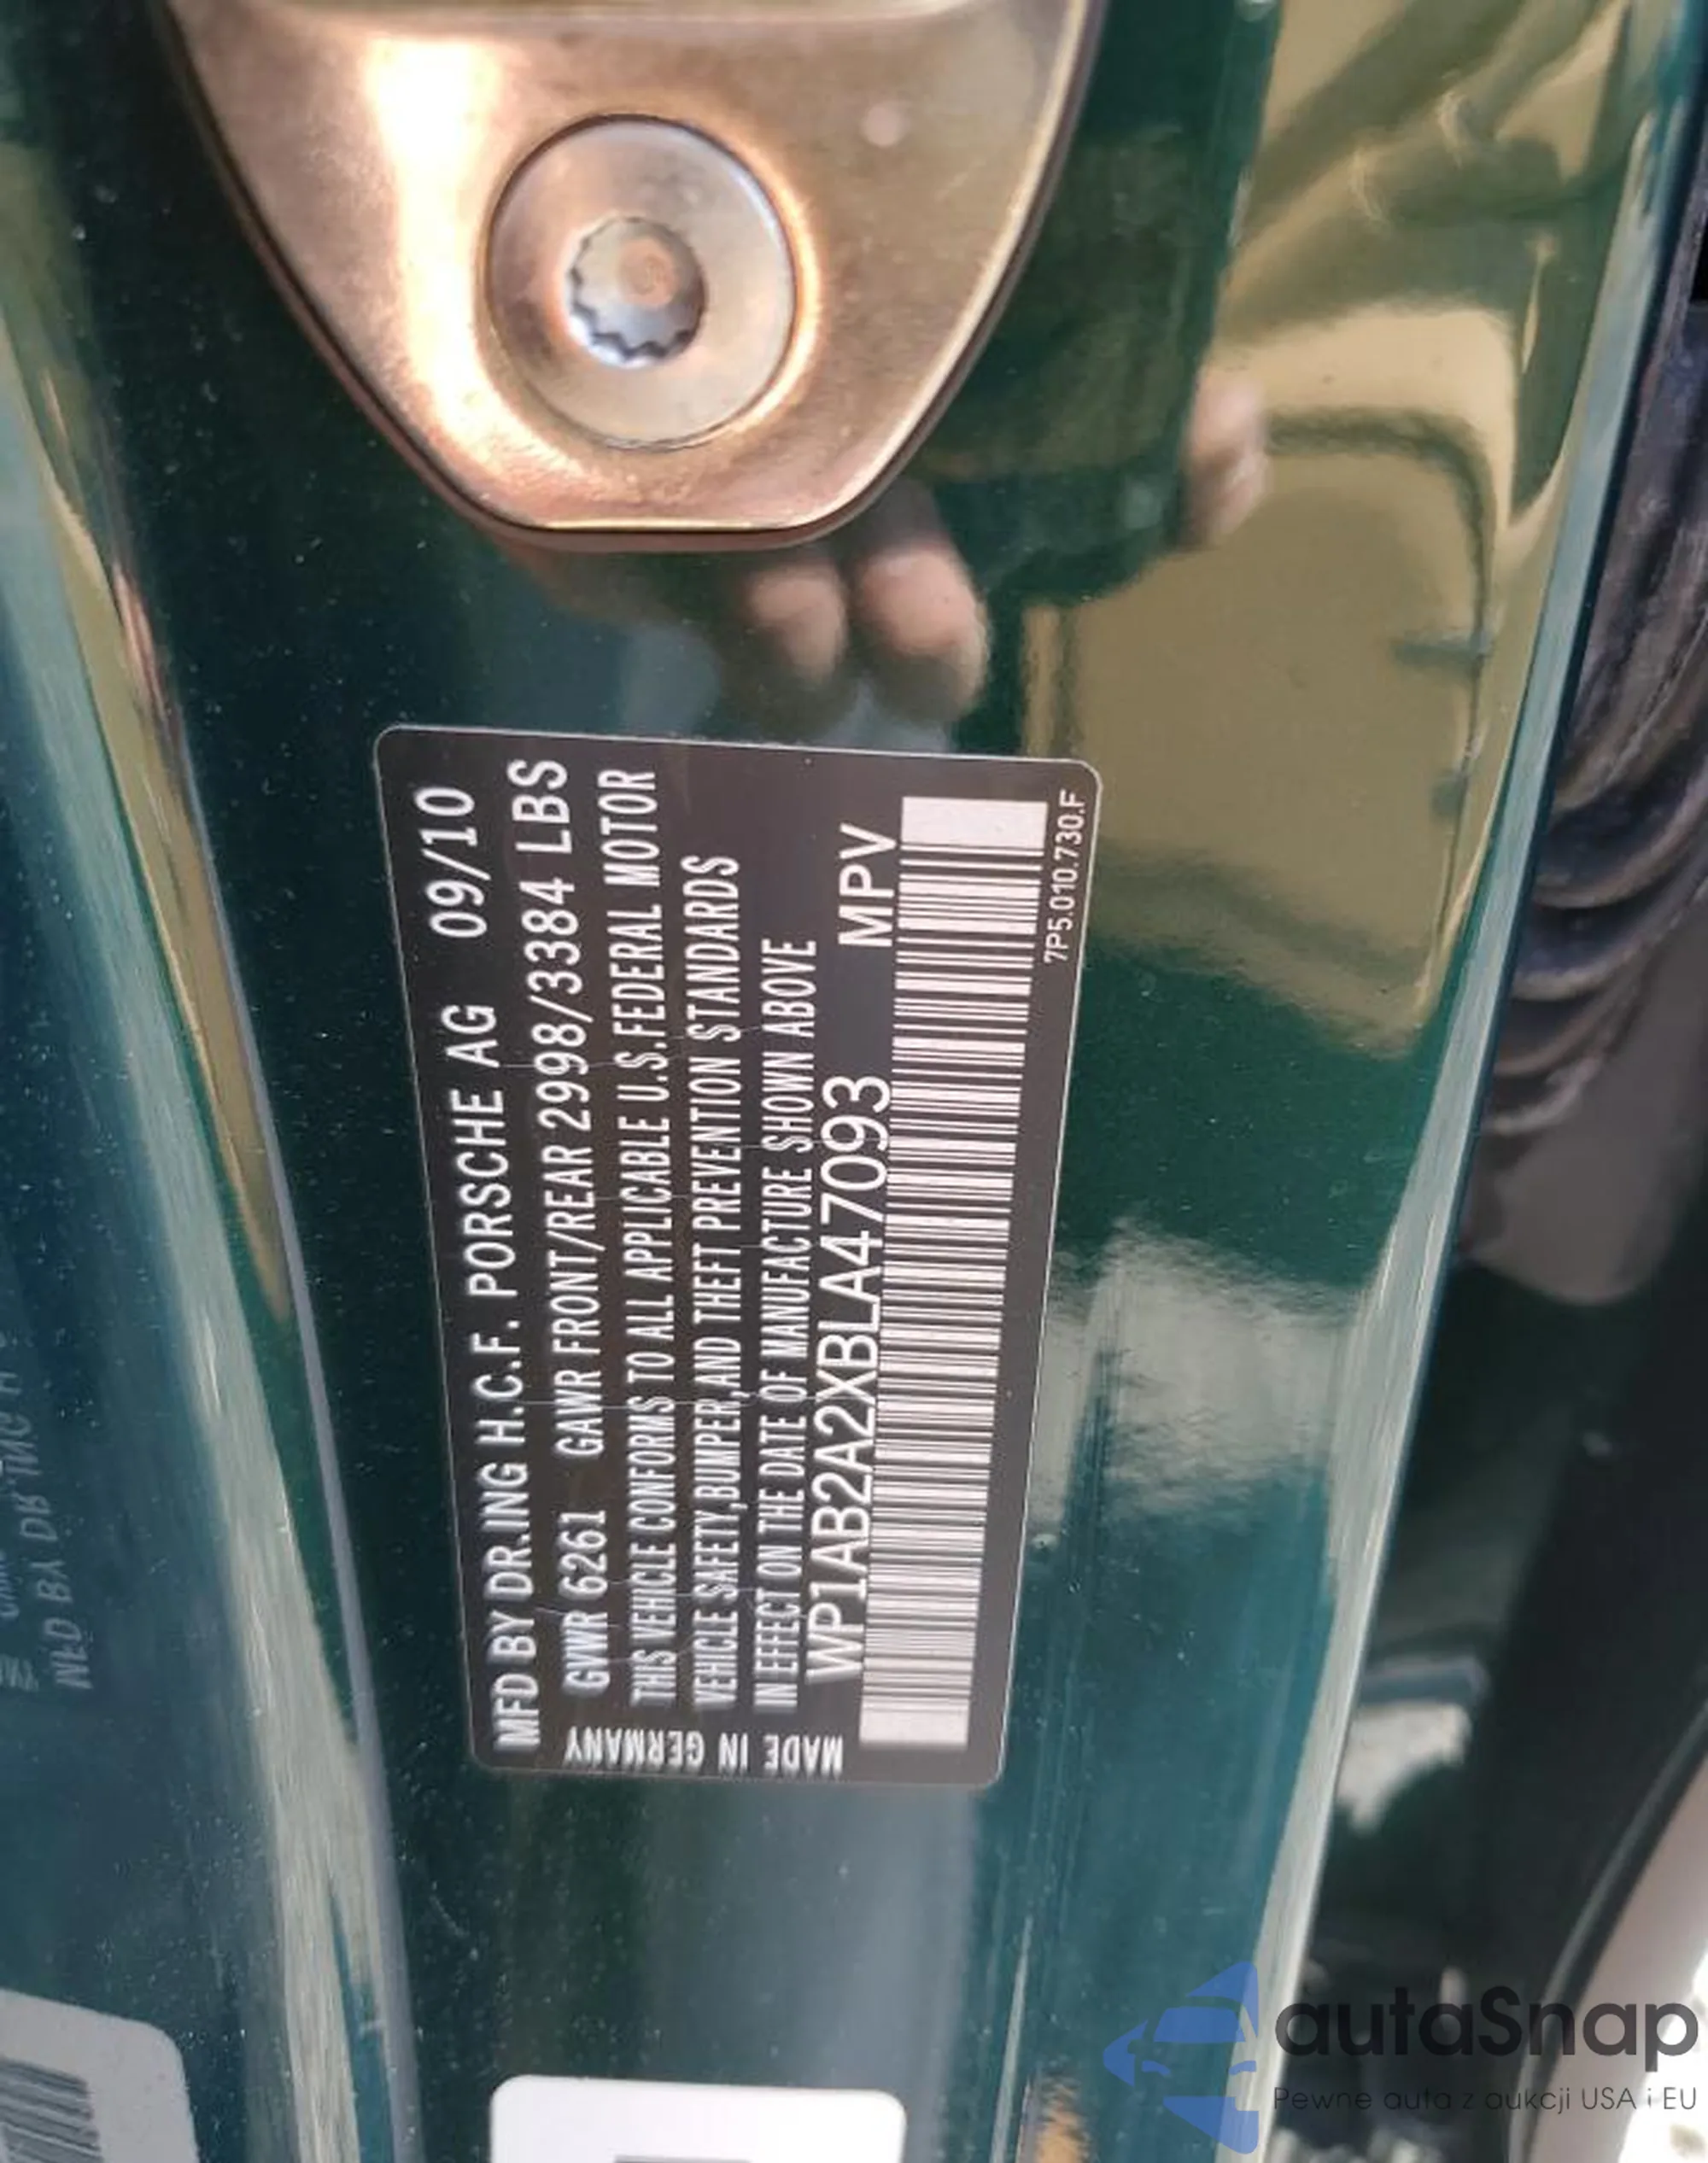 MFD BY DR.ING H.C.F. PORSCHE AG 09/10
GVWR 6261 GAWR FRONT/REAR 2998/3384 LBS
THIS VEHICLE CONFORMS TO ALL APPLICABLE U.S.FEDERAL MOTOR
VEHICLE SAFETY,BUMPER,AND THEFT PREVENTION STANDARDS
IN EFFECT ON THE DATE OF MANUFACTURE SHOWN ABOVE
WP1AB2A2XBLA47093 MPV
7P5.010.730.F
MADE IN GERMANY
autaSnap
Pewne auta z aukcji USA i EU